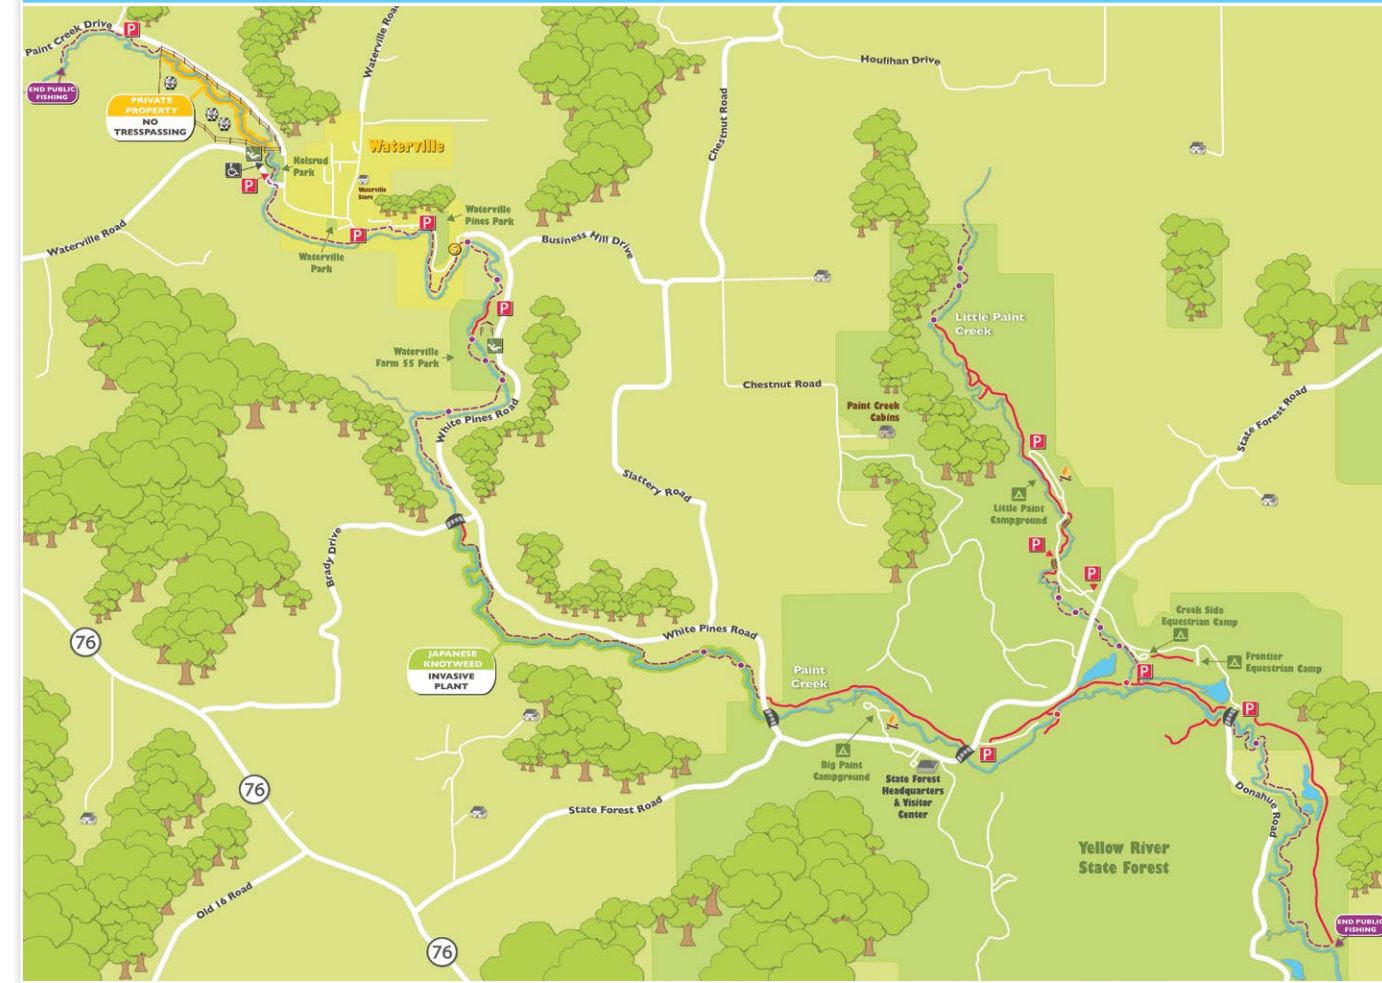 Paint Creek Drive
P
END PUBLIC
FISHING
PRIVATE
PROPERTY
NO
TRESSPASSING
Waterville Road
Waterville
Kolsrud
Park
P
Waterville
Store
Waterville Road
Waterville
Pines Park
P
P
Waterville
Park
S
Business Hill Drive
Chestnut Road
Houlihan Drive
P
Waterville
Farm 55 Park
White Pines Road
Little Paint
Creek
Chestnut Road
Paint Creek
Cabins
State Forest Road
P
Slattery Road
Little Paint
Campground
Brady Drive
P
P
76
Creek Side
Equestrian Camp
White Pines Road
JAPANESE
KNOTWEED
INVASIVE
PLANT
Frontier
Equestrian Camp
P
Paint
Creek
P
Big Paint
Campground
P
State Forest
Headquarters
& Visitor
Center
76
State Forest Road
Donahue Road
Yellow River
State Forest
Old 16 Road
END PUBLIC
FISHING
76